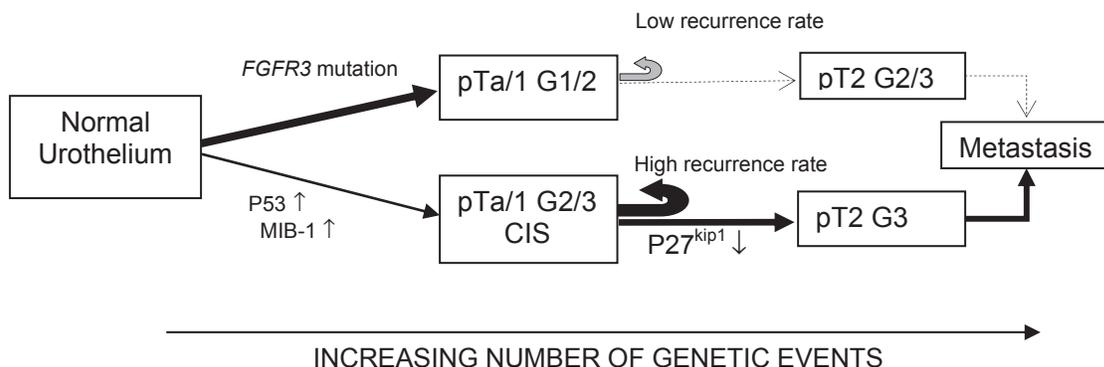 Low recurrence rate
FGFR3 mutation
pTa/1 G1/2
pT2 G2/3
Normal
Urothelium
Metastasis
High recurrence rate
P53 ↑
MIB-1 ↑
pTa/1 G2/3
CIS
P27kip1 ↓
pT2 G3
INCREASING NUMBER OF GENETIC EVENTS